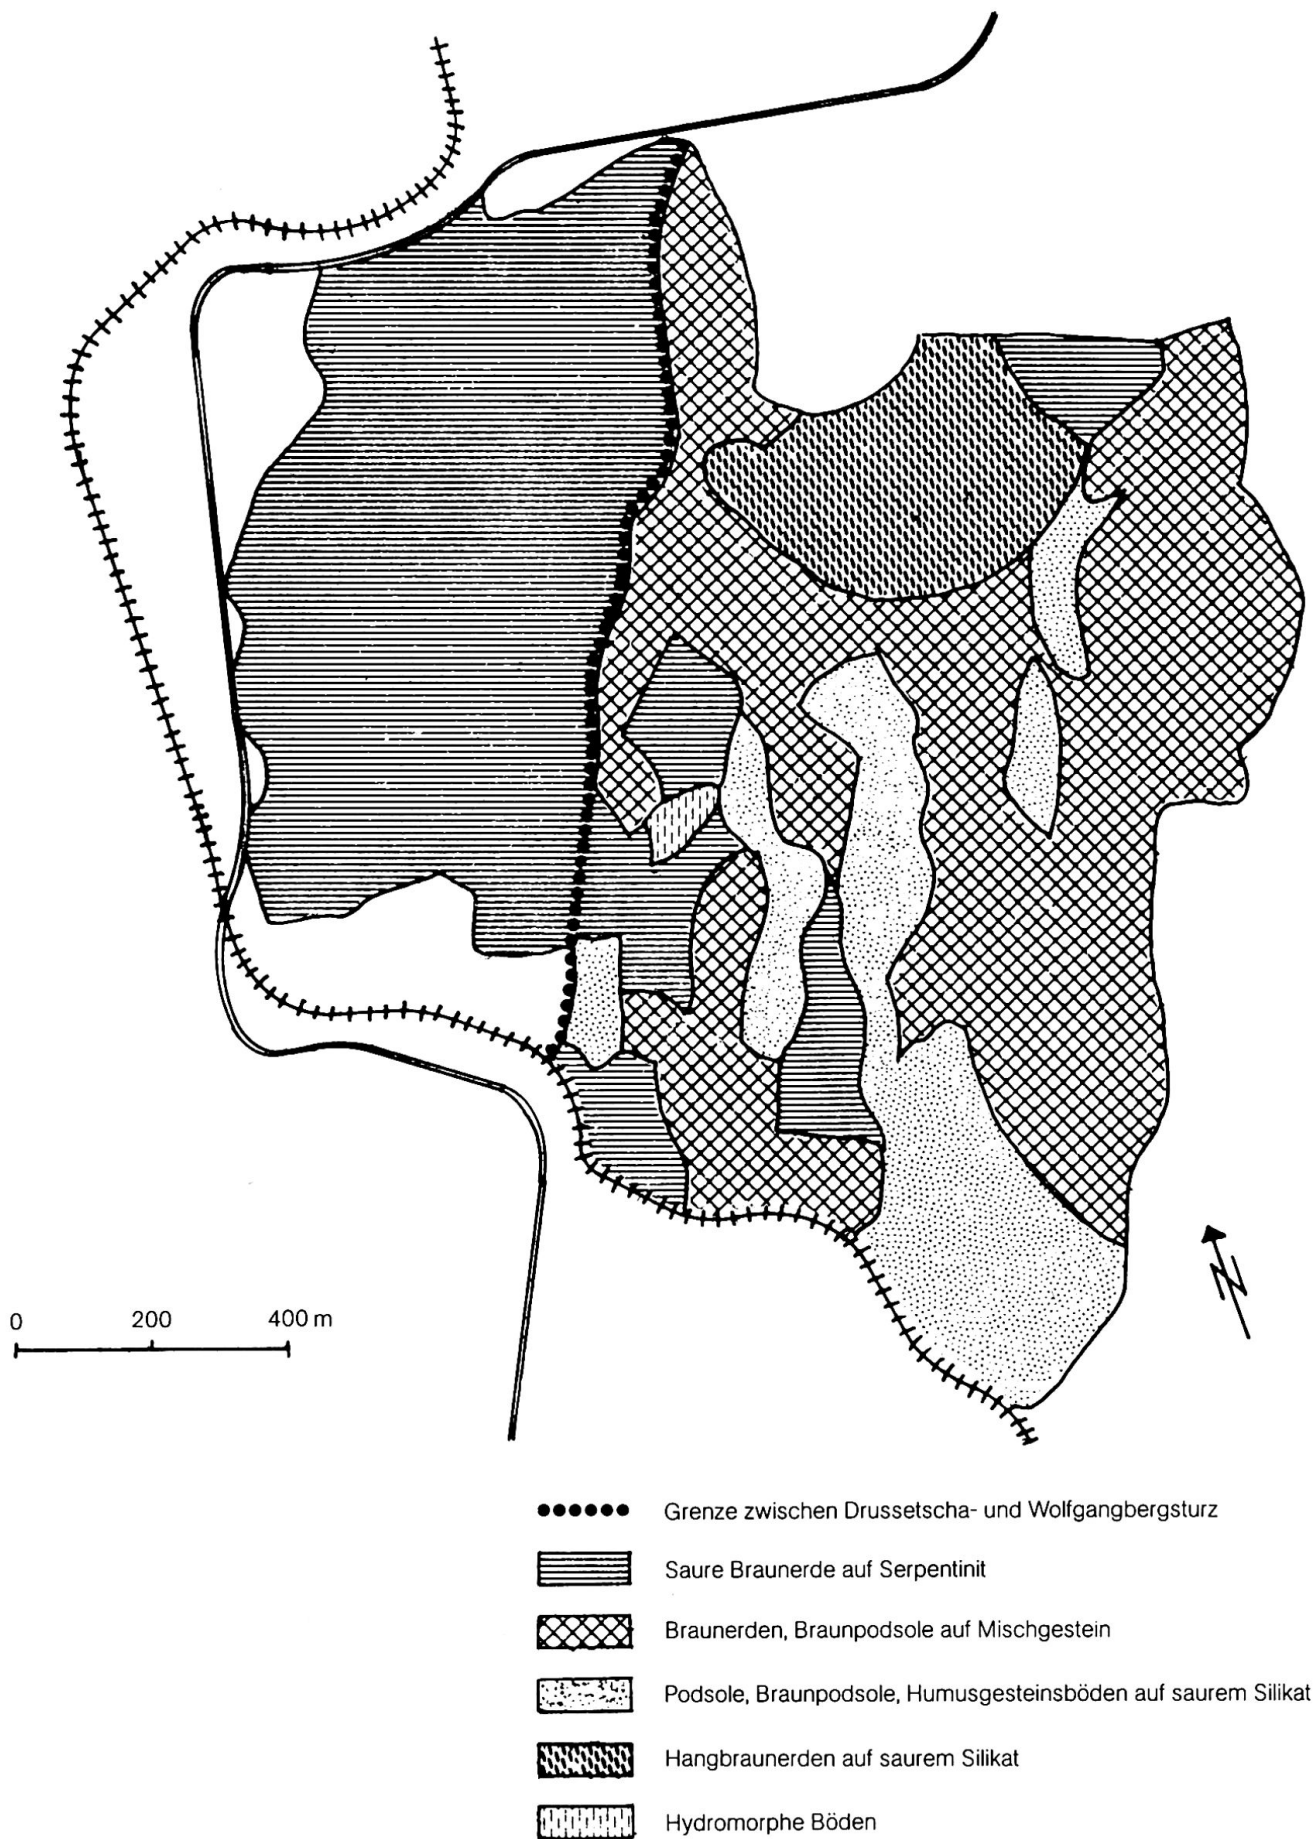 0 200 400 m
Grenze zwischen Drussetscha- und Wolfgangbergsturz
Saure Braunerde auf Serpentinit
Braunerden, Braunpodsole auf Mischgestein
Podsole, Braunpodsole, Humusgesteinsböden auf saurem Silikat
Hangbraunerden auf saurem Silikat
Hydromorphe Böden